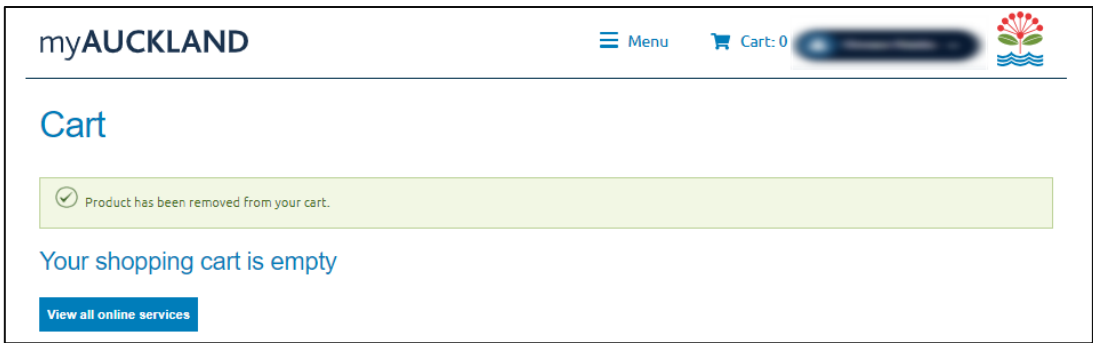 myAUCKLAND
Menu
Cart: 0
Cart
Product has been removed from your cart.
Your shopping cart is empty
View all online services